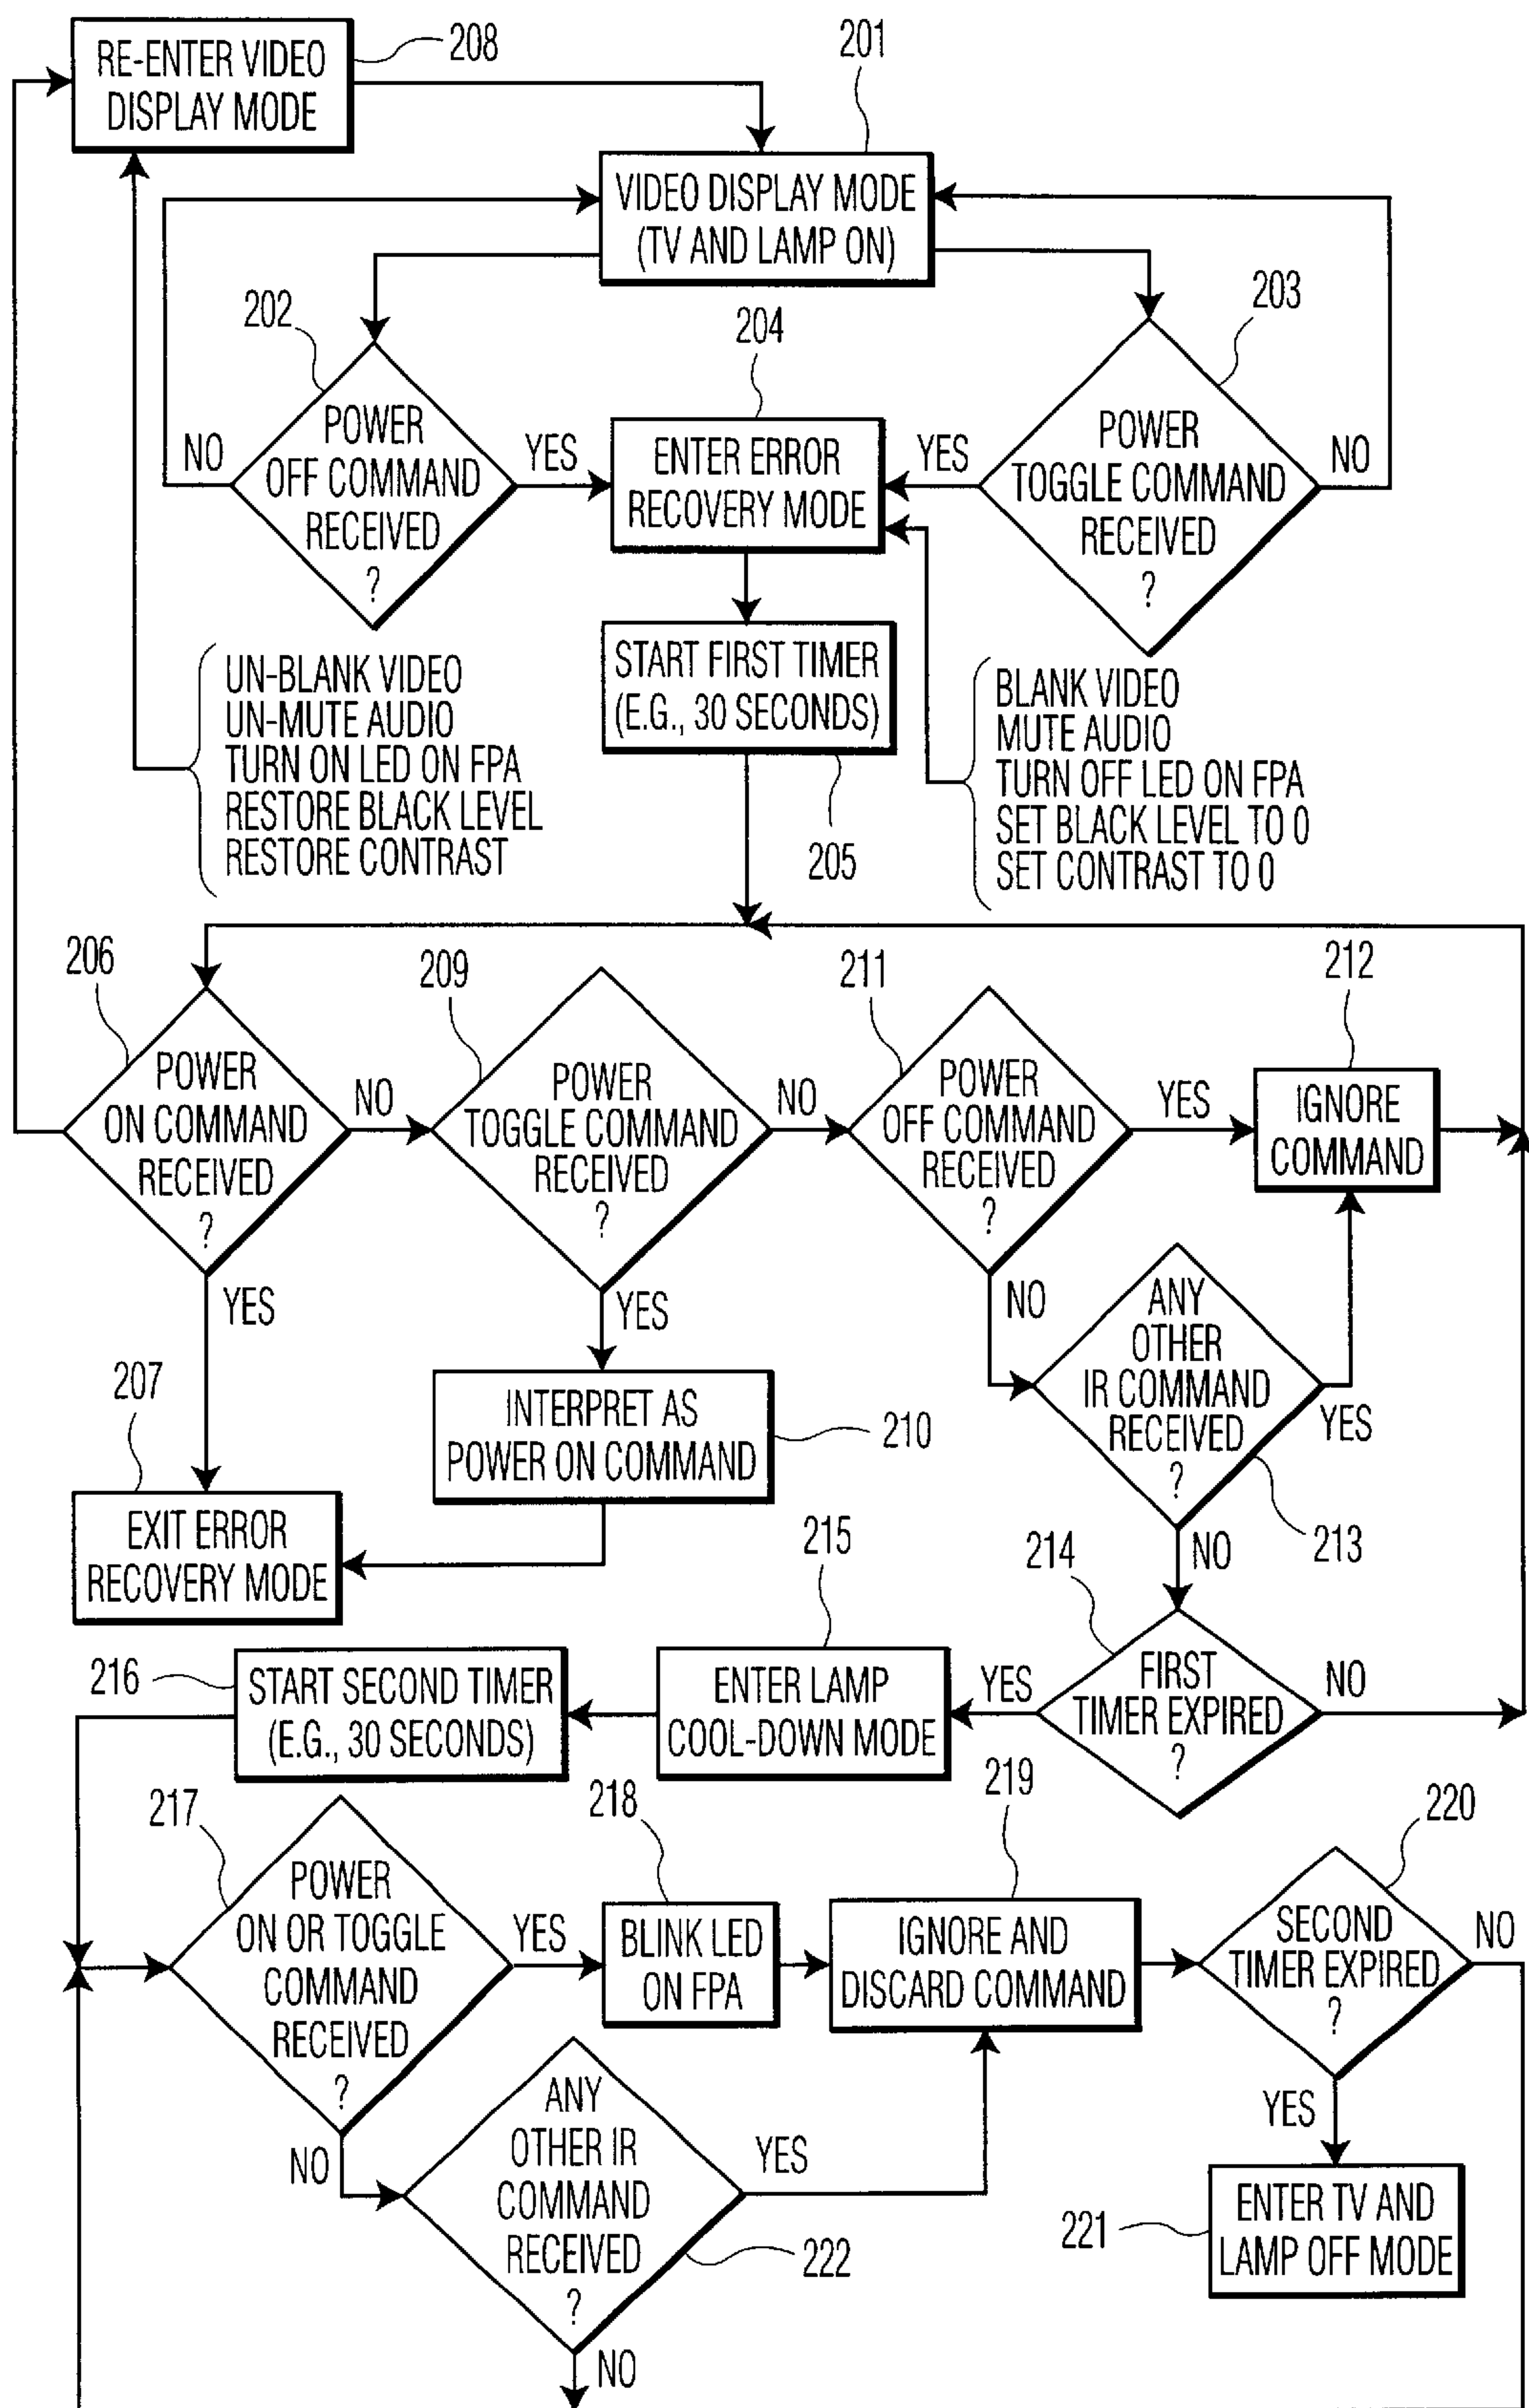 RE-ENTER VIDEO
DISPLAY MODE
208
201
VIDEO DISPLAY MODE
(TV AND LAMP ON)
202
204
203
POWER
OFF COMMAND
RECEIVED
?
NO
YES
ENTER ERROR
RECOVERY MODE
YES
POWER
TOGGLE COMMAND
RECEIVED
?
NO
START FIRST TIMER
(E.G., 30 SECONDS)
205
UN-BLANK VIDEO
UN-MUTE AUDIO
TURN ON LED ON FPA
RESTORE BLACK LEVEL
RESTORE CONTRAST
BLANK VIDEO
MUTE AUDIO
TURN OFF LED ON FPA
SET BLACK LEVEL TO 0
SET CONTRAST TO 0
206
209
211
212
POWER
ON COMMAND
RECEIVED
?
NO
YES
POWER
TOGGLE COMMAND
RECEIVED
?
NO
YES
POWER
OFF COMMAND
RECEIVED
?
YES
NO
IGNORE
COMMAND
ANY
OTHER
IR COMMAND
RECEIVED
?
YES
NO
213
207
INTERPRET AS
POWER ON COMMAND
210
EXIT ERROR
RECOVERY MODE
214
215
216
START SECOND TIMER
(E.G., 30 SECONDS)
ENTER LAMP
COOL-DOWN MODE
YES
FIRST
TIMER EXPIRED
?
NO
217
218
219
220
POWER
ON OR TOGGLE
COMMAND
RECEIVED
?
YES
NO
BLINK LED
ON FPA
IGNORE AND
DISCARD COMMAND
SECOND
TIMER EXPIRED
?
NO
YES
ANY
OTHER IR
COMMAND
RECEIVED
?
YES
NO
222
221
ENTER TV AND
LAMP OFF MODE